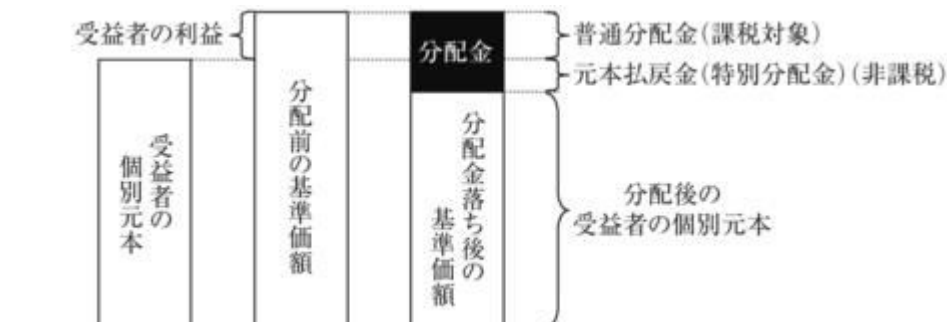 受益者の利益
分配金
普通分配金(課税対象)
元本払戻金(特別分配金)(非課税)
受益者の
個別元本
分配前の基準価額
分配金落ち後の
基準価額
分配後の
受益者の個別元本